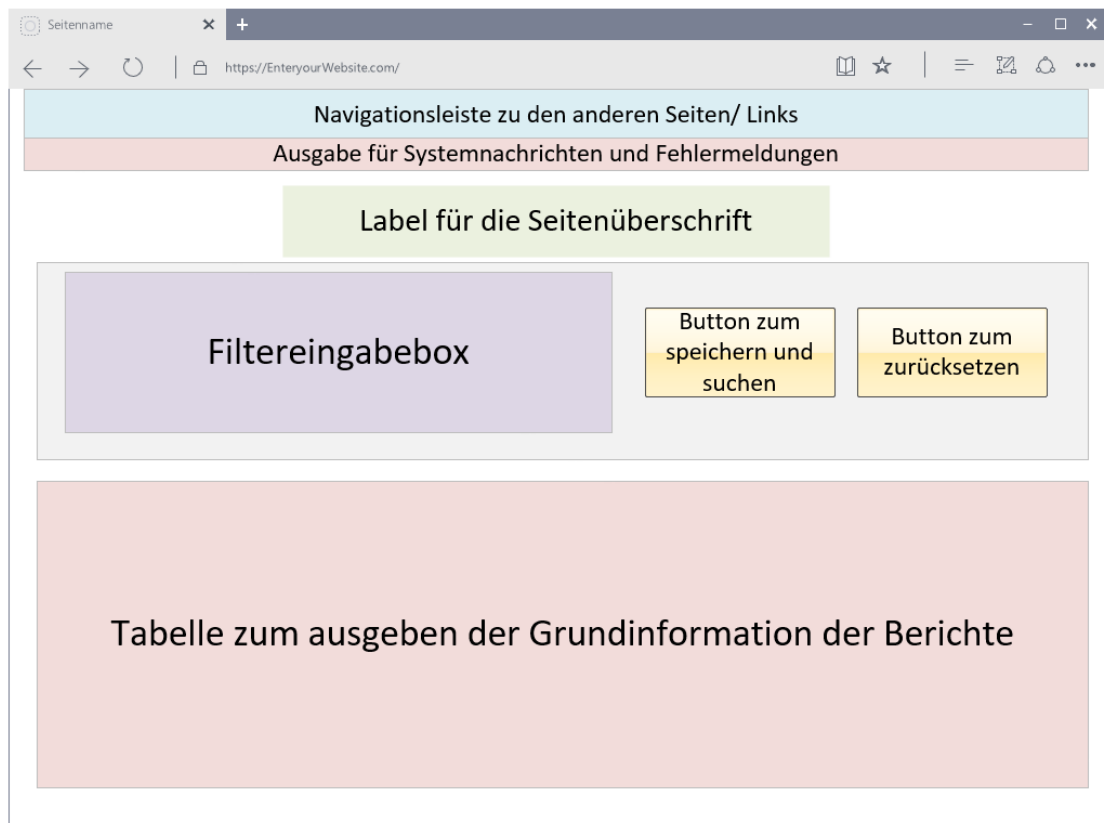 Seitenname
https://EnteryourWebsite.com/
Navigationsleiste zu den anderen Seiten/ Links
Ausgabe für Systemnachrichten und Fehlermeldungen
Label für die Seitenüberschrift
Filtereingabebox
Button zum
speichern und
suchen
Button zum
zurücksetzen
Tabelle zum ausgeben der Grundinformation der Berichte